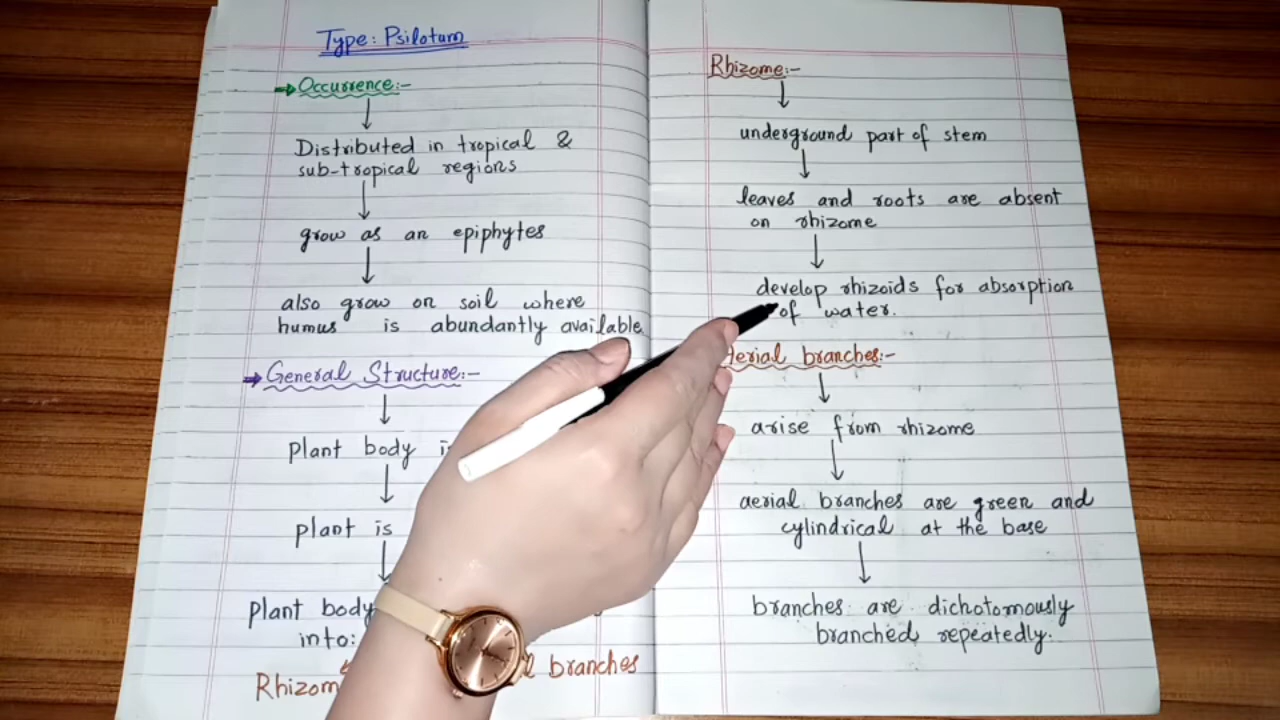 Type: Psilotum
Occurrence:-
Distributed in tropical &
sub-tropical regions
grow as an epiphytes
also grow on soil where
humus is abundantly available
General Structure:-
plant body
plant is
plant body
into:
branches
Rhizome:-
underground part of stem
leaves and roots are absent
on rhizome
develop rhizoids for absorption
of water.
Aerial branches:-
arise from rhizome
aerial branches are green and
cylindrical at the base
branches are dichotomously
branched repeatedly.